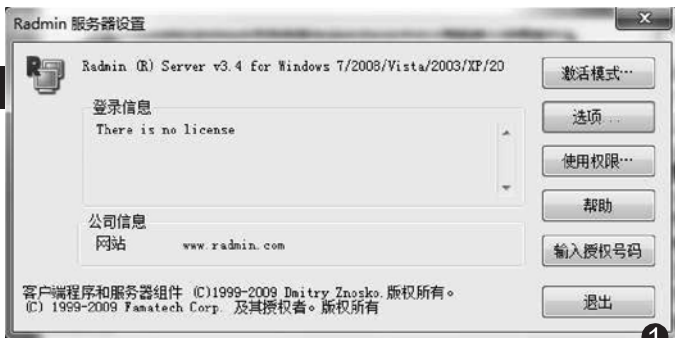 Radmin 服务器设置
Radmin (R) Server v3.4 for Windows 7/2008/Vista/2003/XP/20
激活模式…
登录信息
There is no license
选项...
使用权限…
帮助
公司信息
网站 www.radmin.com
输入授权号码
客户端程序和服务器组件 (C)1999-2009 Dmitry Znosko.版权所有。
(C) 1999-2009 Famatech Corp. 及其授权者。版权所有
退出
1